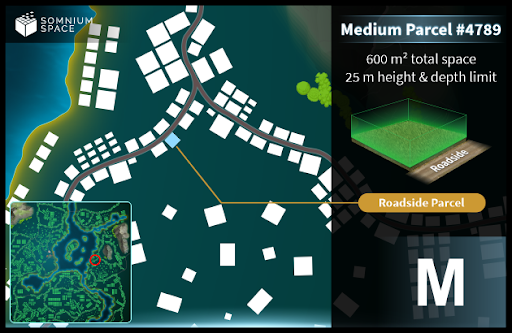 SOMNIUM
SPACE
Medium Parcel #4789
600 m² total space
25 m height & depth limit
Roadside
Roadside Parcel
M